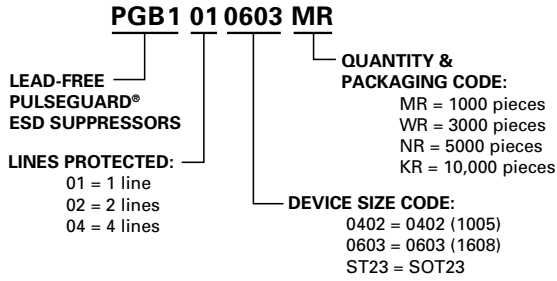 PGB1 01 0603 MR
LEAD-FREE
PULSEGUARD®
ESD SUPPRESSORS
LINES PROTECTED:
01 = 1 line
02 = 2 lines
04 = 4 lines
QUANTITY &
PACKAGING CODE:
MR = 1000 pieces
WR = 3000 pieces
NR = 5000 pieces
KR = 10,000 pieces
DEVICE SIZE CODE:
0402 = 0402 (1005)
0603 = 0603 (1608)
ST23 = SOT23